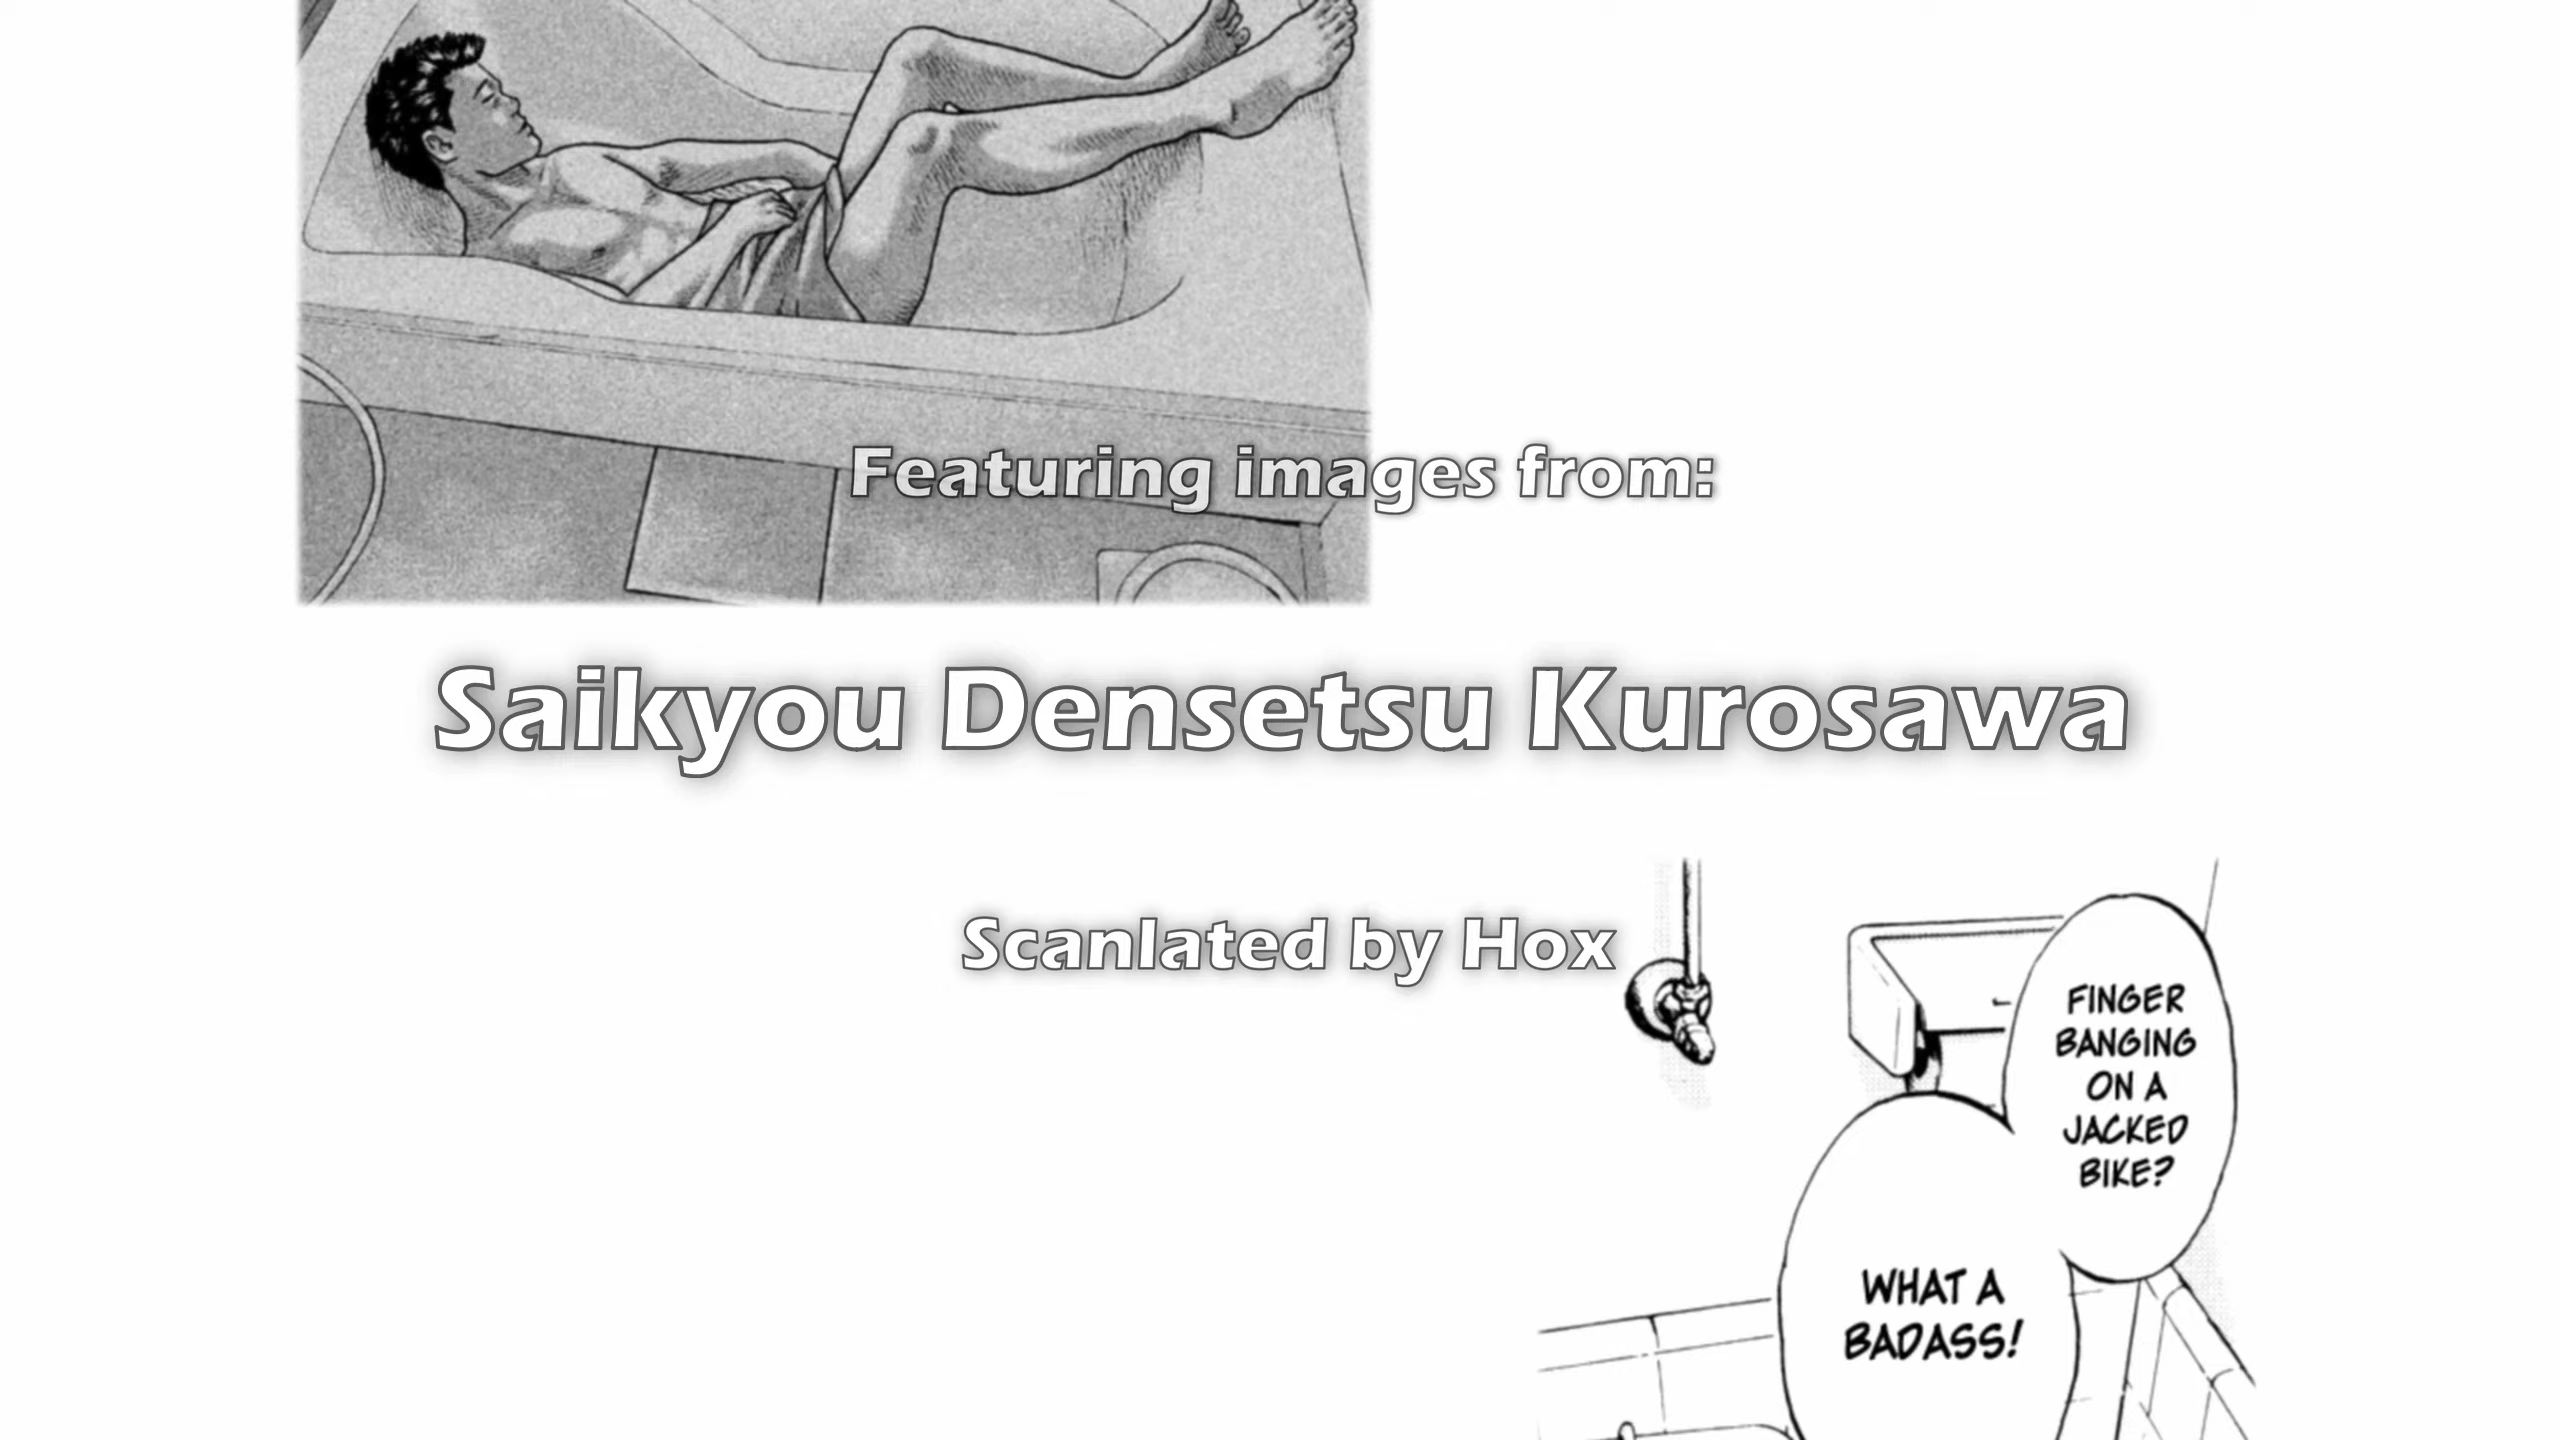 Featuring images from:
Saikyou Densetsu Kurosawa
Scanlated by Hox
FINGER
BANGING
ON A
JACKED
BIKE?
WHAT A
BADASS!